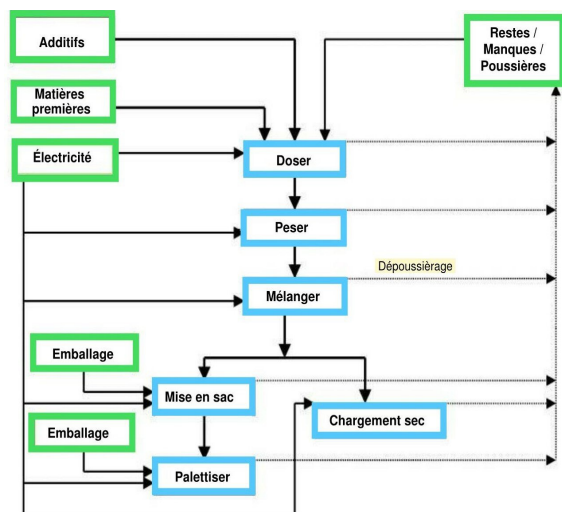 Additifs
Restes /
Manques /
Poussières
Matières
premières
Électricité
Doser
Peser
Dépoussièrage
Mélanger
Emballage
Mise en sac
Chargement sec
Emballage
Palettiser